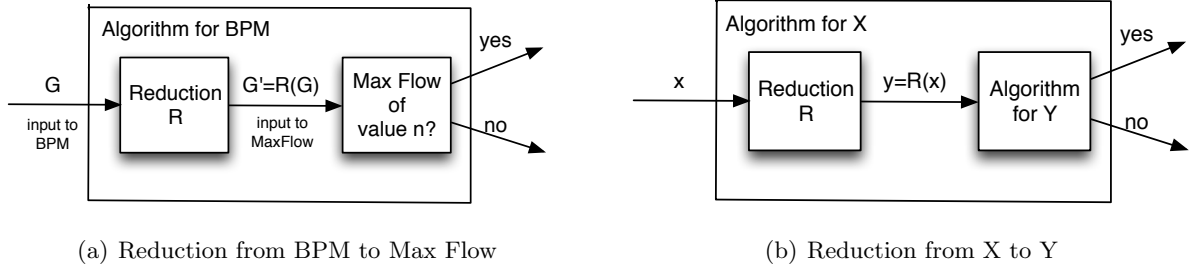 Algorithm for BPM
G
input to
BPM
Reduction
R
G'=R(G)
input to
MaxFlow
Max Flow
of
value n?
yes
no
(a) Reduction from BPM to Max Flow
Algorithm for X
x
Reduction
R
y=R(x)
Algorithm
for Y
yes
no
(b) Reduction from X to Y